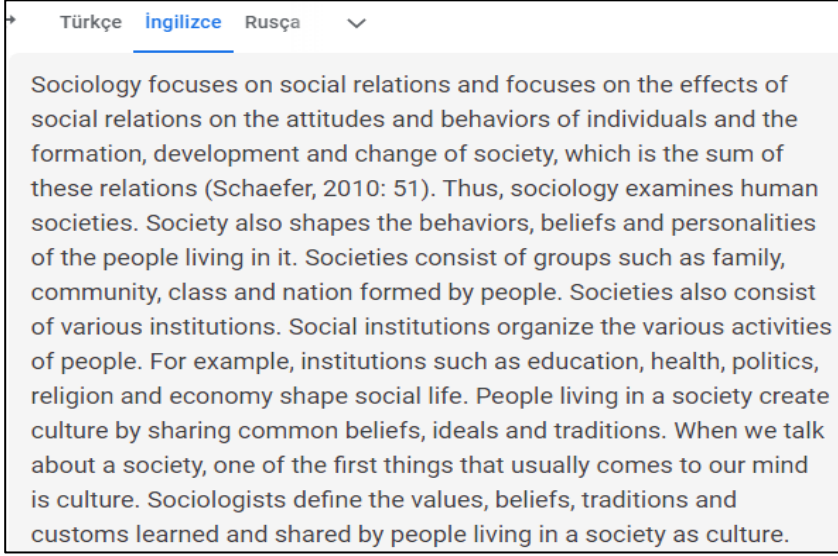 Türkçe İngilizce Rusça
Sociology focuses on social relations and focuses on the effects of
social relations on the attitudes and behaviors of individuals and the
formation, development and change of society, which is the sum of
these relations (Schaefer, 2010: 51). Thus, sociology examines human
societies. Society also shapes the behaviors, beliefs and personalities
of the people living in it. Societies consist of groups such as family,
community, class and nation formed by people. Societies also consist
of various institutions. Social institutions organize the various activities
of people. For example, institutions such as education, health, politics,
religion and economy shape social life. People living in a society create
culture by sharing common beliefs, ideals and traditions. When we talk
about a society, one of the first things that usually comes to our mind
is culture. Sociologists define the values, beliefs, traditions and
customs learned and shared by people living in a society as culture.